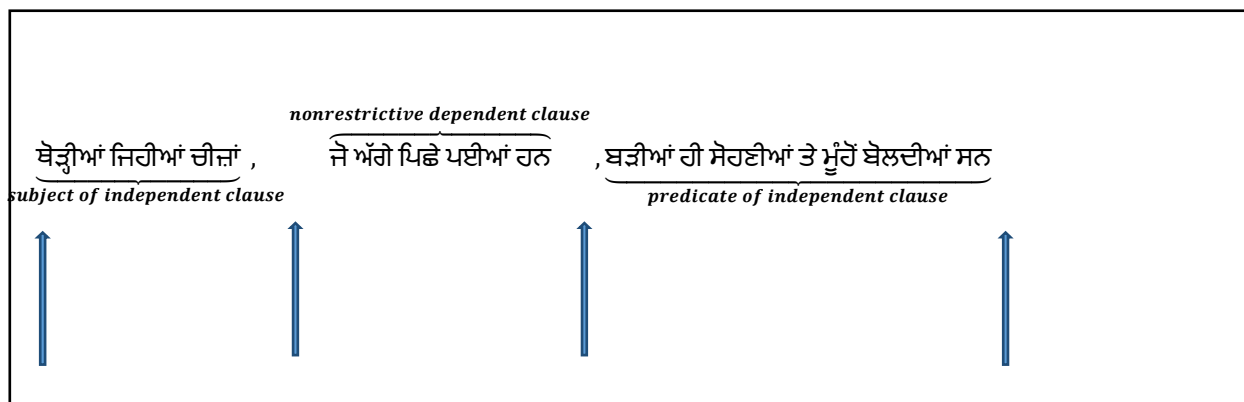 nonrestrictive dependent clause
ਥੋੜ੍ਹੀਆਂ ਜਿਹੀਆਂ ਚੀਜ਼ਾਂ , ਜੋ ਅੱਗੇ ਪਿਛੇ ਪਈਆਂ ਹਨ , ਬੜੀਆਂ ਹੀ ਸੋਹਣੀਆਂ ਤੇ ਮੂੰਹੋਂ ਬੋਲਦੀਆਂ ਸਨ
subject of independent clause predicate of independent clause